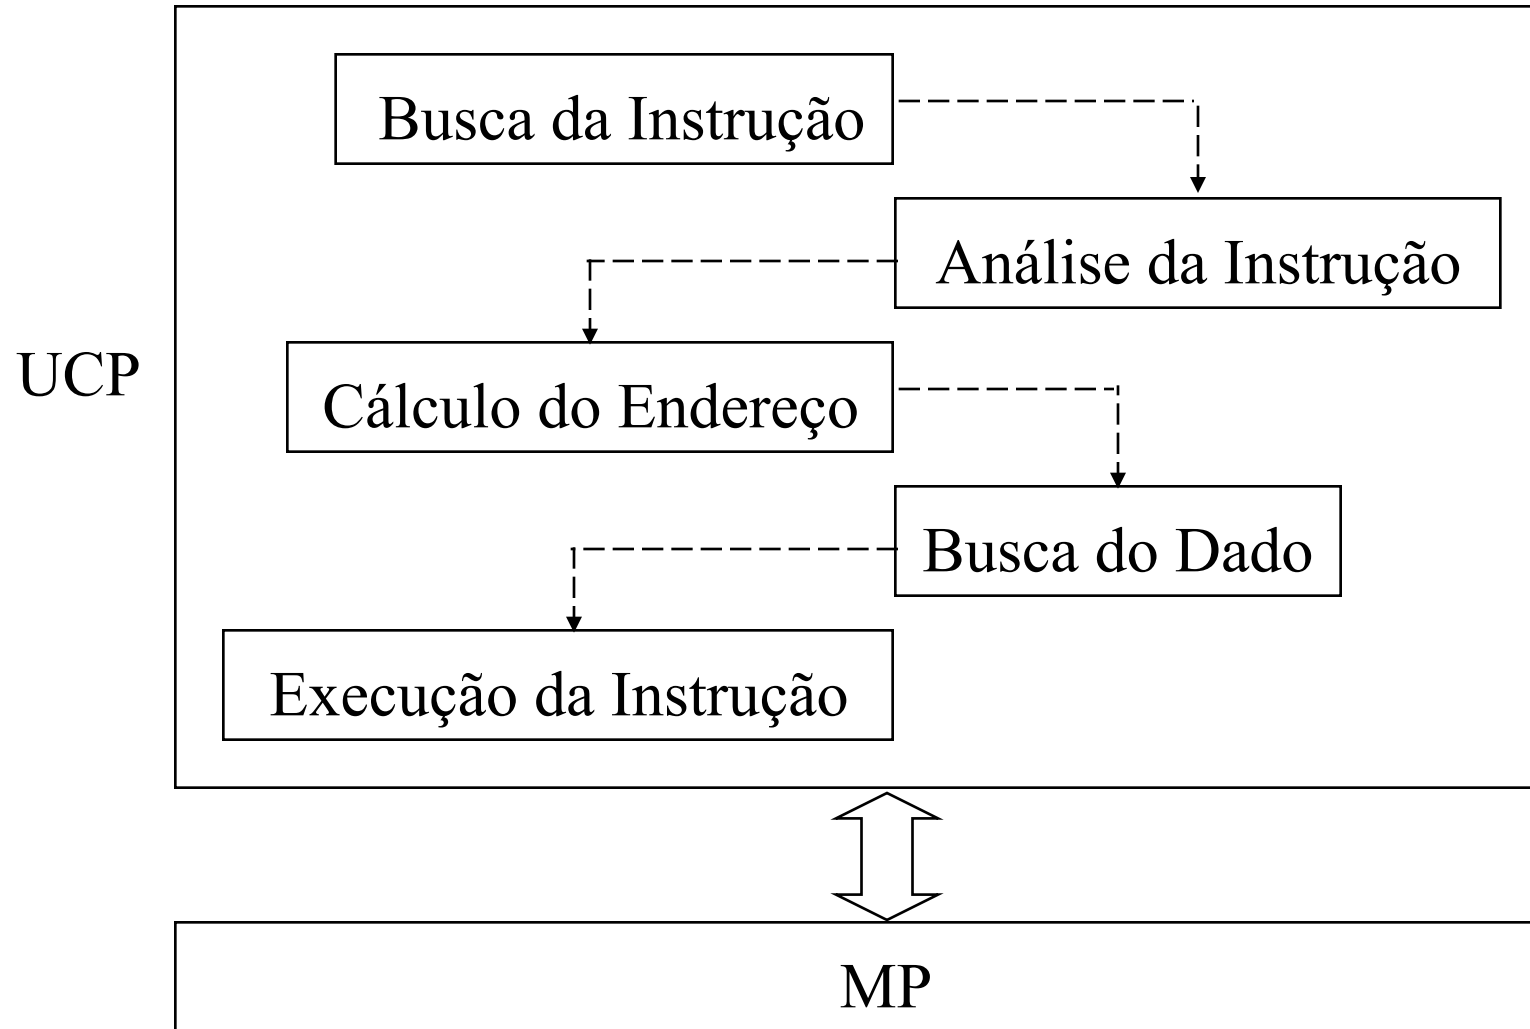 Busca da Instrução
Análise da Instrução
UCP
Cálculo do Endereço
Busca do Dado
Execução da Instrução
MP